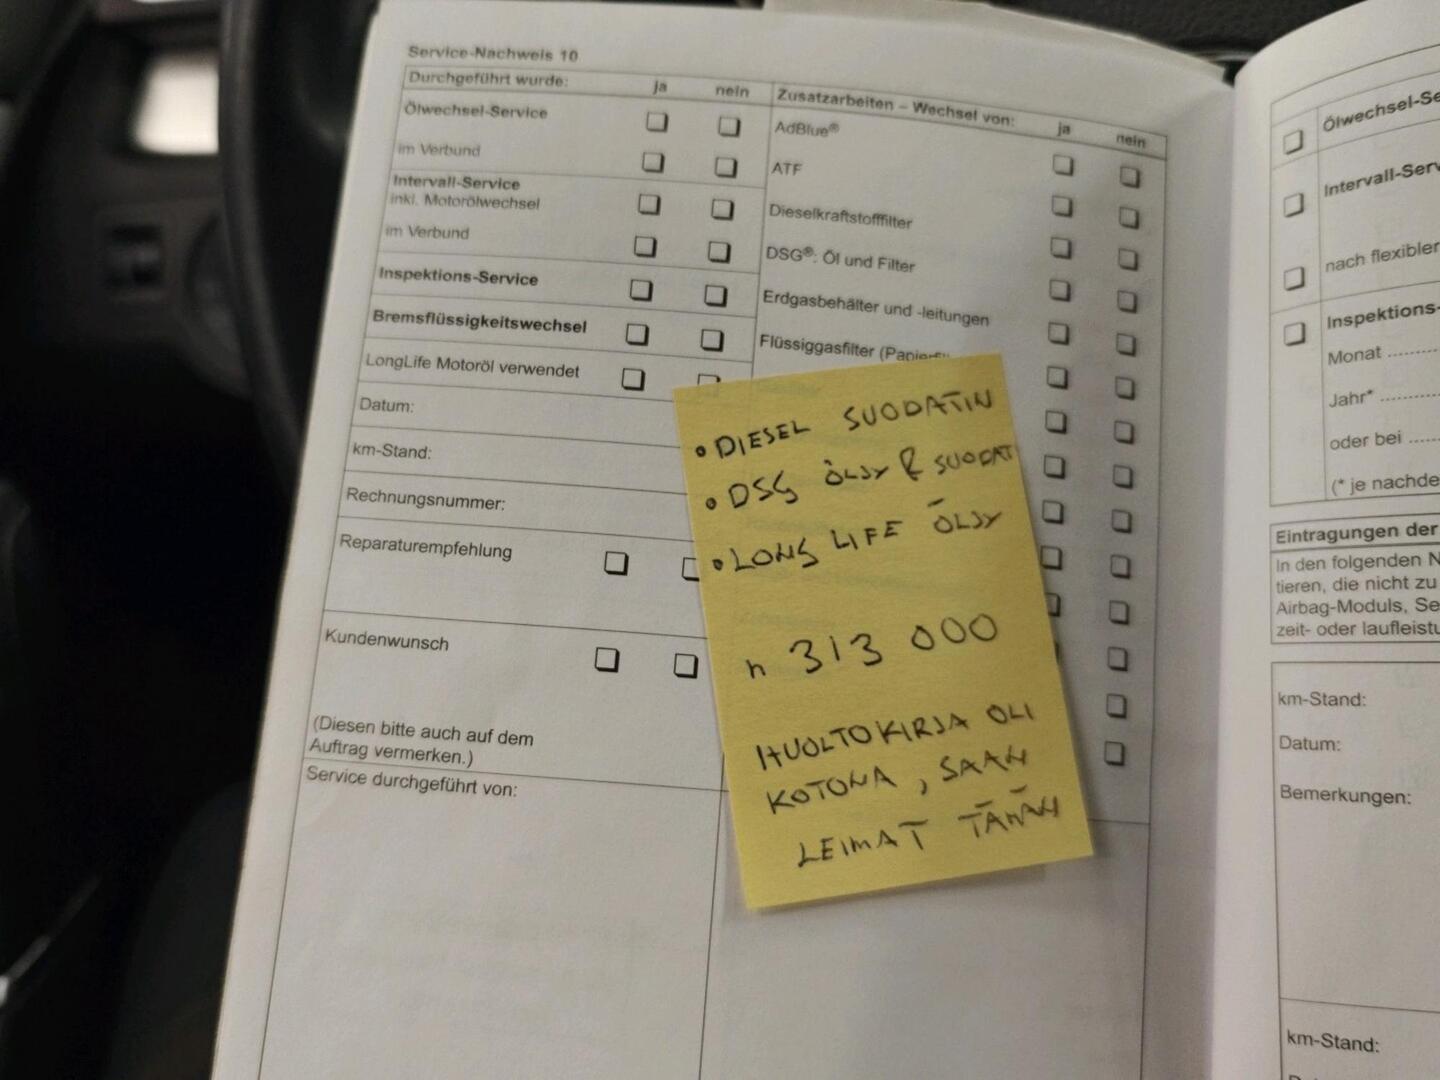 Service-Nachweis 10
Durchgeführt wurde: ja nein
Ölwechsel-Service
im Verbund
Intervall-Service
inkl. Motorölwechsel
im Verbund
Inspektions-Service
Bremsflüssigkeitswechsel
LongLife Motoröl verwendet
Datum:
km-Stand:
Rechnungsnummer:
Reparaturempfehlung
Kundenwunsch
(Diesen bitte auch auf dem
Auftrag vermerken.)
Service durchgeführt von:
Zusatzarbeiten – Wechsel von: ja nein
AdBlue®
ATF
Dieselkraftstofffilter
DSG®: Öl und Filter
Erdgasbehälter und -leitungen
Flüssiggasfilter
• DIESEL SUODATIN
• DSG ÖLJY & SUODAT
• LONG LIFE ÖLJY
n 313 000
HUOLTOKIRJA OLI
KOTONA, SAAN
LEIMAT TÄNÄN
Ölwechsel-Se
Intervall-Serv
nach flexibler
Inspektions-
Monat ..........
Jahr* ..........
oder bei ......
(* je nachde
Eintragungen der
In den folgenden N
tieren, die nicht zu
Airbag-Moduls, Se
zeit- oder laufleistu
km-Stand:
Datum:
Bemerkungen:
km-Stand: